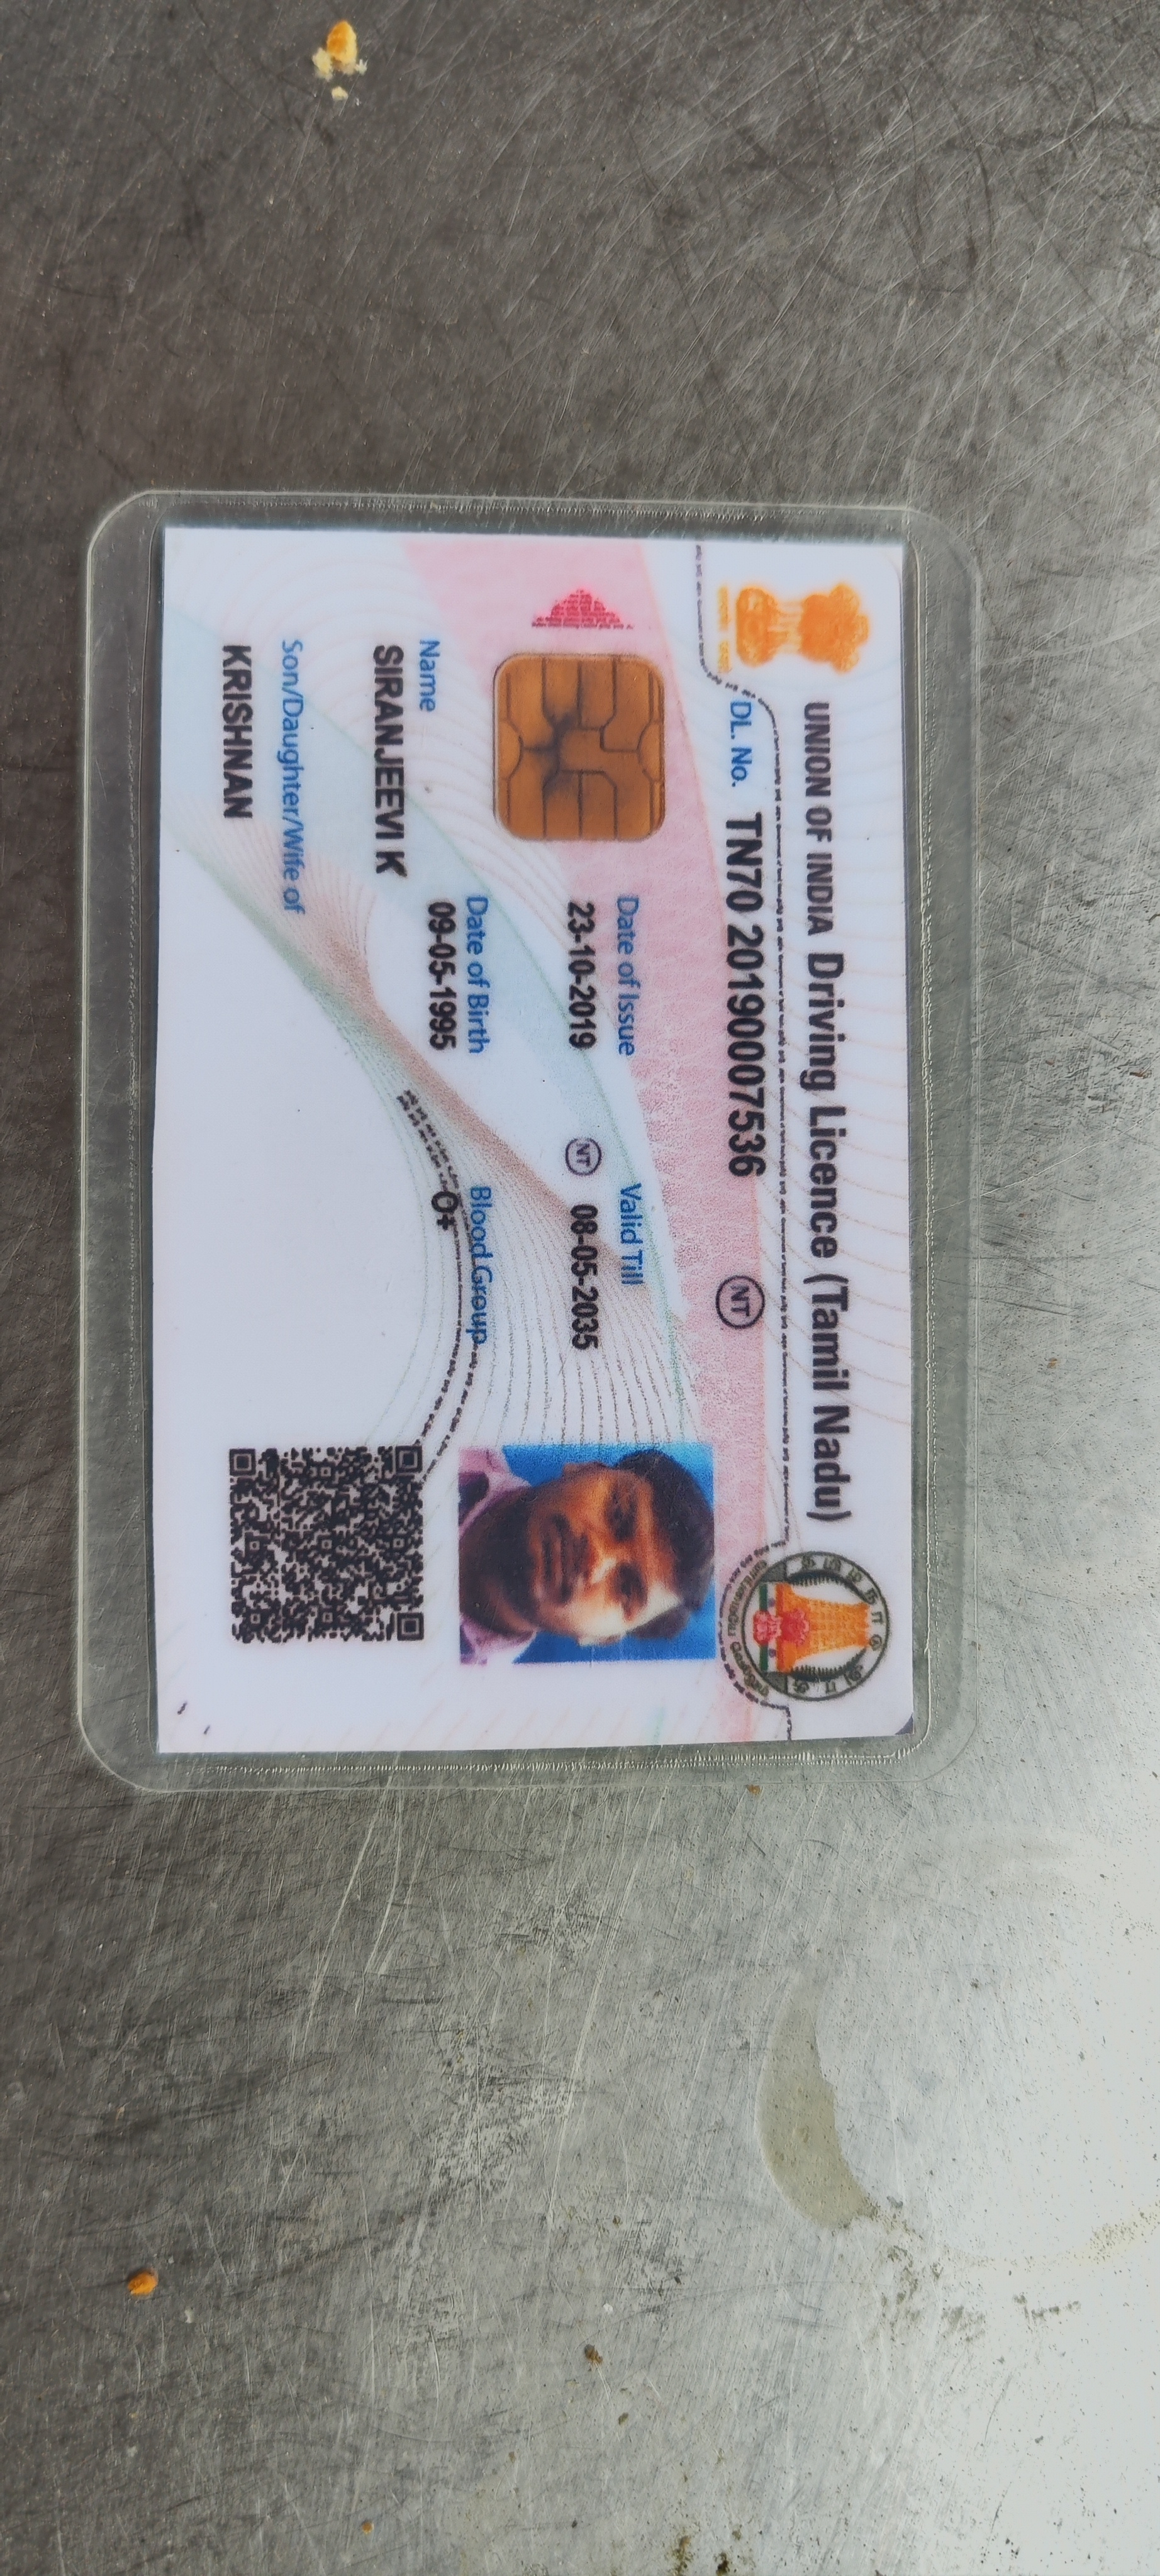 UNION OF INDIA Driving Licence (Tamil Nadu)
DL. No. TN70 20190007536 NT
Date of Issue Valid Till
23-10-2019 NT 08-05-2035
Date of Birth Blood Group
09-05-1995 O+
Name
SIRANJEEVI K
Son/Daughter/Wife of
KRISHNAN